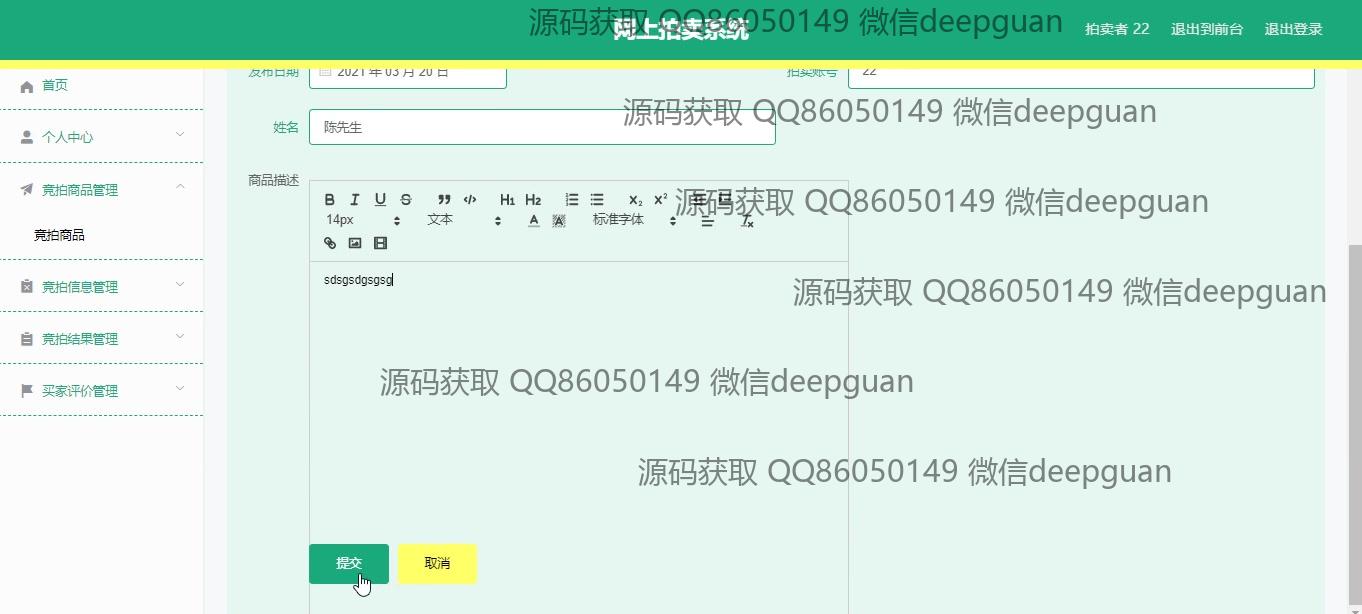 源码获取 QQ86050149 微信deepguan
网上拍卖系统
拍卖者 22 退出到前台 退出登录
首页
个人中心
竞拍商品管理
竞拍商品
竞拍信息管理
竞拍结果管理
买家评价管理
发布日期 2021 年 03 月 20 日 拍卖账号 22
源码获取 QQ86050149 微信deepguan
姓名 陈先生
商品描述
B I U S H1 H2 X₂ X²
源码获取 QQ86050149 微信deepguan
14px 文本 A A 标准字体 Tx
sdsgsdgsgsg
源码获取 QQ86050149 微信deepguan
源码获取 QQ86050149 微信deepguan
源码获取 QQ86050149 微信deepguan
提交 取消